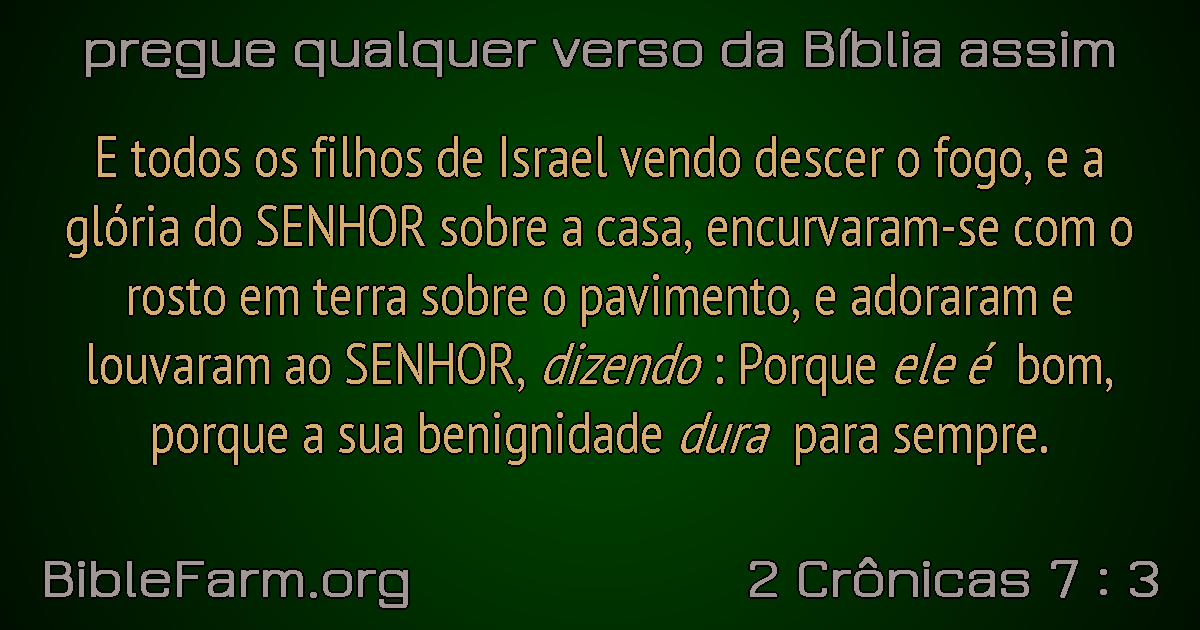 pregue qualquer verso da Bíblia assim
E todos os filhos de Israel vendo descer o fogo, e a
glória do SENHOR sobre a casa, encurvaram-se com o
rosto em terra sobre o pavimento, e adoraram e
louvaram ao SENHOR, dizendo : Porque ele é bom,
porque a sua benignidade dura para sempre.
BibleFarm.org
2 Crônicas 7 : 3